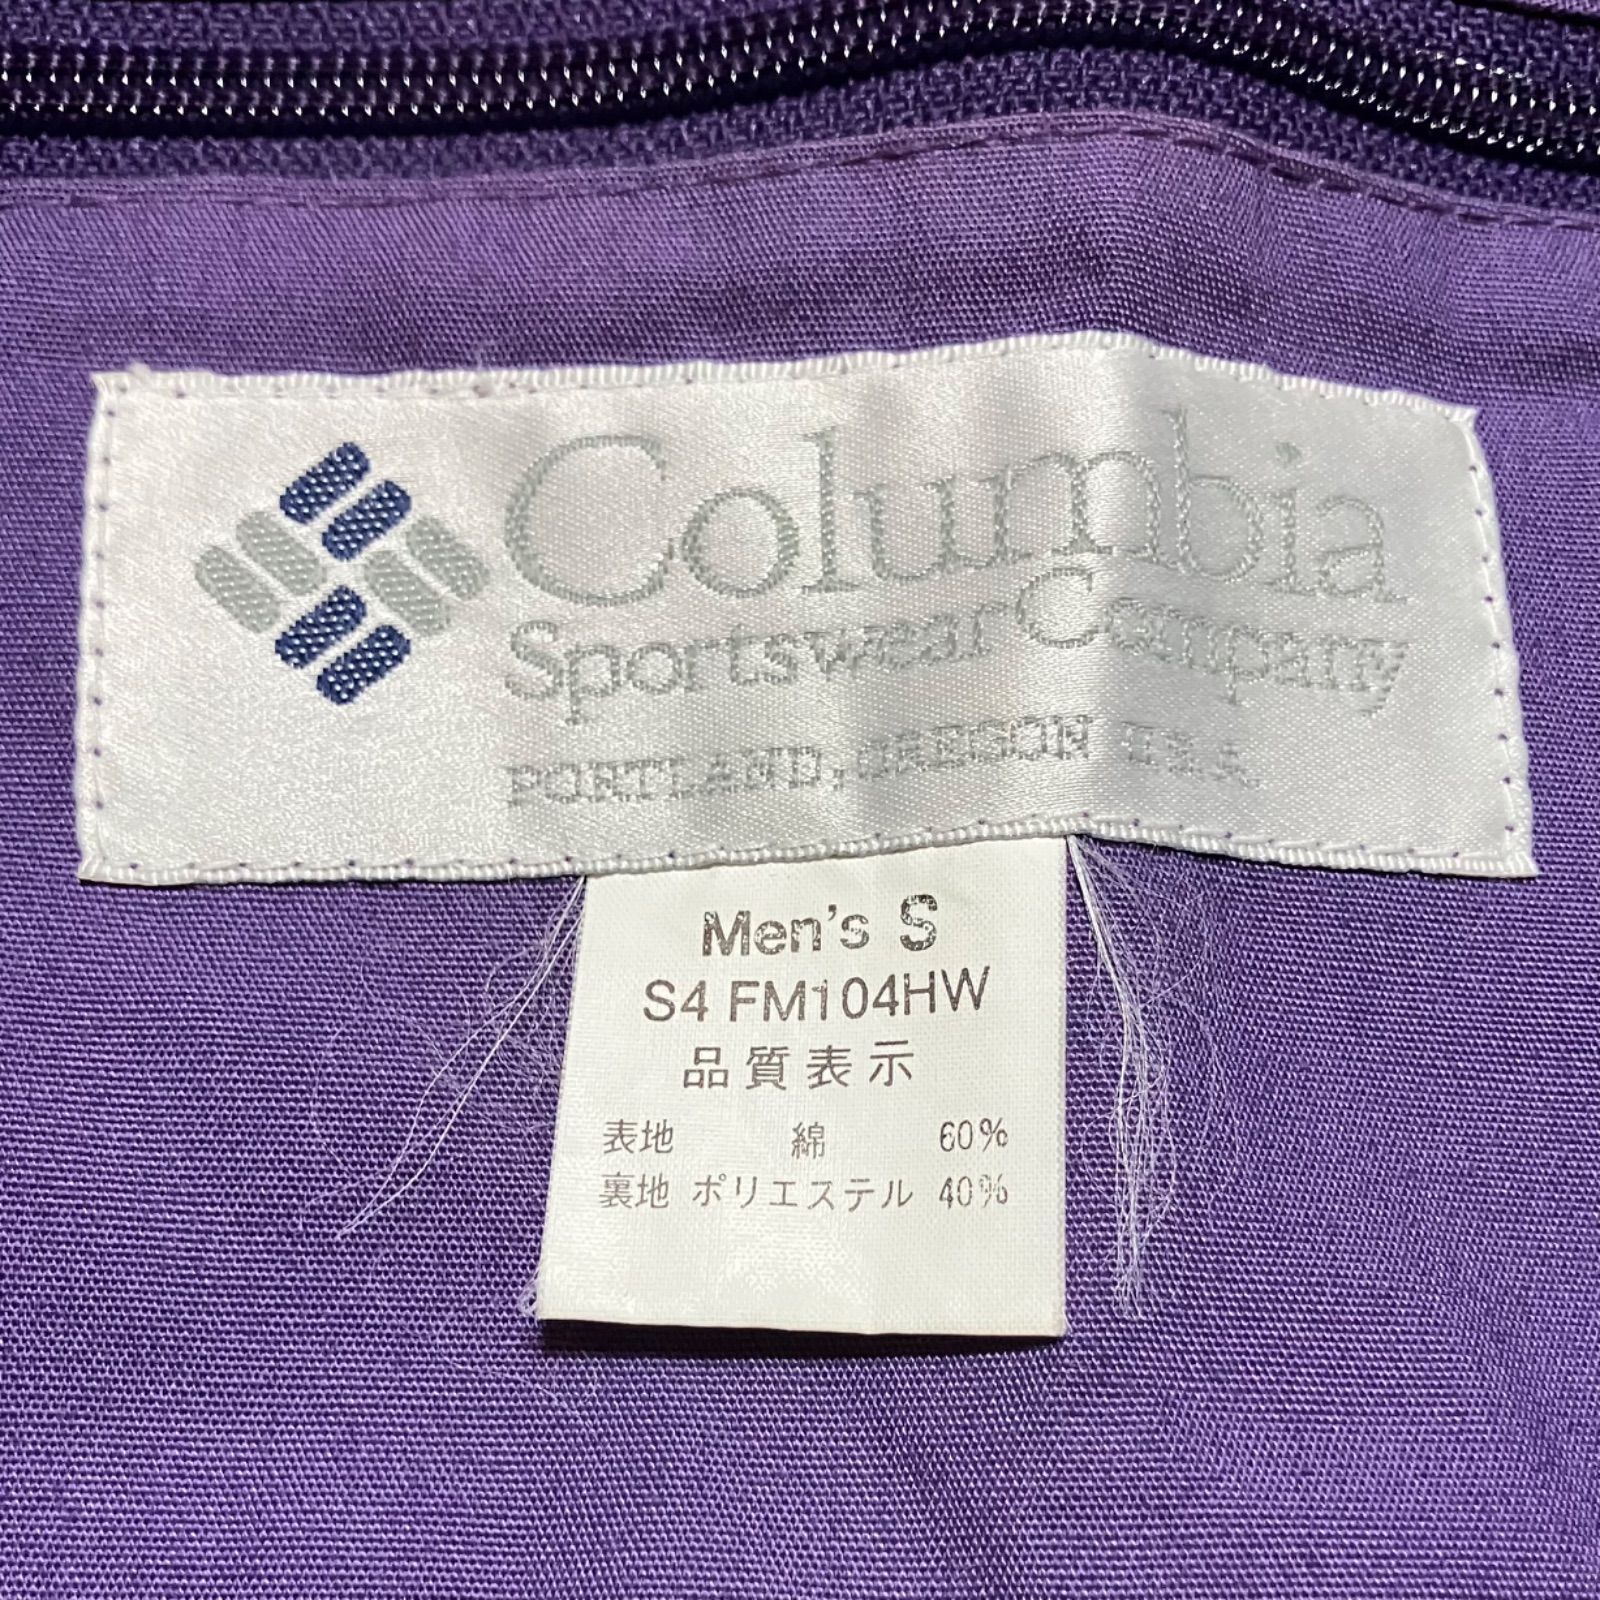 Columbia
Sportswear Company
PORTLAND, OREGON U.S.A.
Men's S
S4 FM104HW
品質表示
表地 綿 60%
裏地 ポリエステル 40%